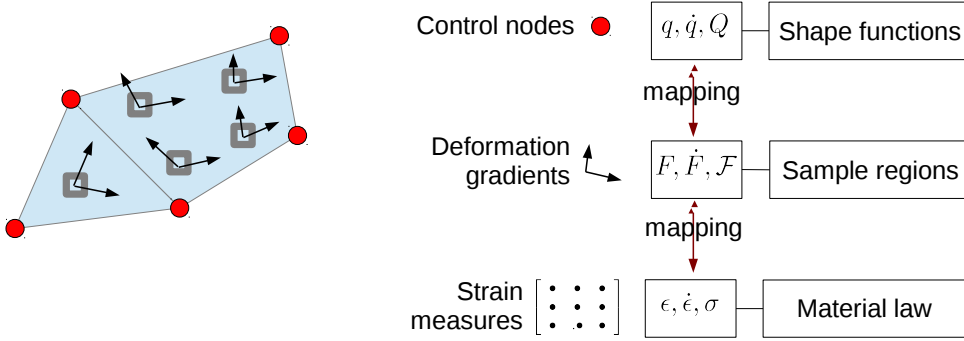 Control nodes
q, q̇, Q
Shape functions
mapping
Deformation
gradients
F, Ḟ, ℱ
Sample regions
mapping
Strain
measures
ϵ, ϵ̇, σ
Material law